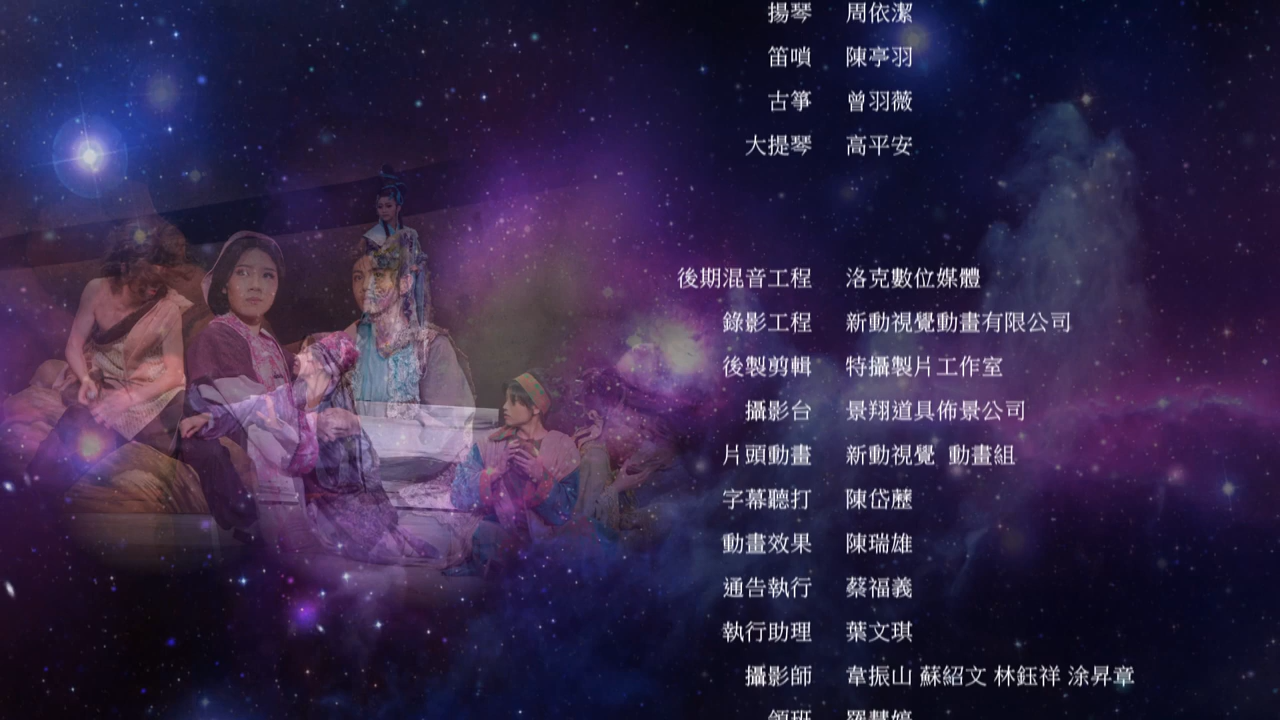 揚琴 周依潔
笛嗩 陳亭羽
古箏 曾羽薇
大提琴 高平安
後期混音工程 洛克數位媒體
錄影工程 新動視覺動畫有限公司
後製剪輯 特攝製片工作室
攝影台 景翔道具佈景公司
片頭動畫 新動視覺 動畫組
字幕聽打 陳岱蘑
動畫效果 陳瑞雄
通告執行 蔡福義
執行助理 葉文琪
攝影師 韋振山 蘇紹文 林鈺祥 涂昇章
領班 羅慧婷